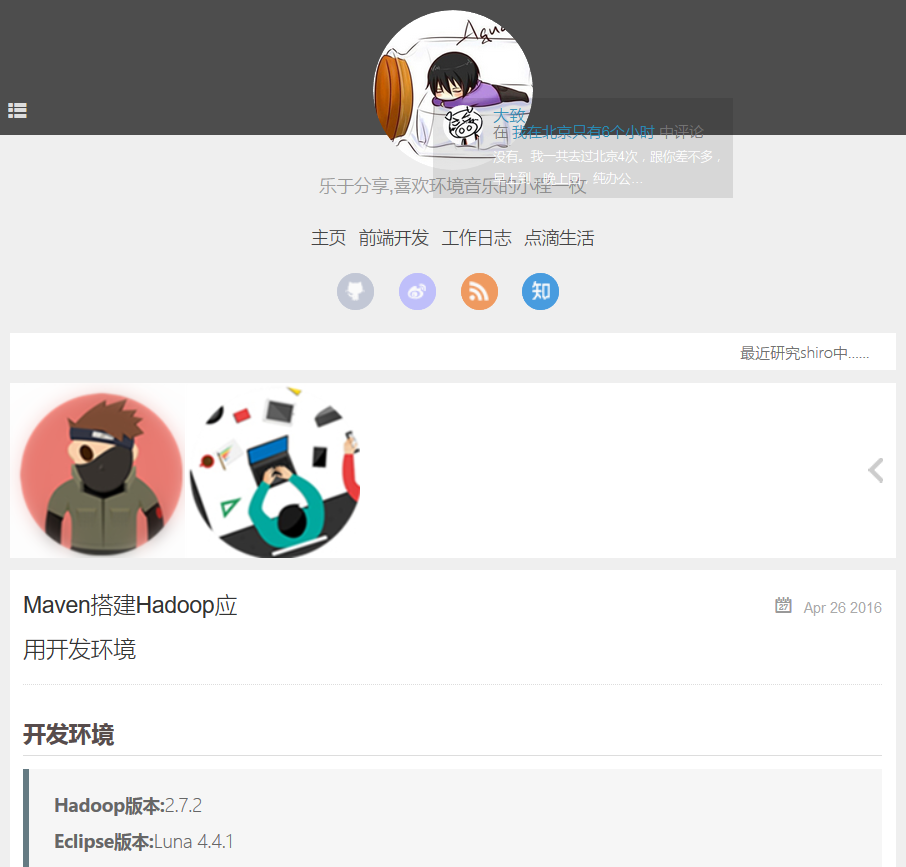 Aqua
大致
在 我在北京只有6个小时 中评论
没有。我一共去过北京4次，跟你差不多，
早上到，晚上回，纯办公...
乐于分享,喜欢环境音乐的小程一枚
主页 前端开发 工作日志 点滴生活
知
最近研究shiro中......
Maven搭建Hadoop应
用开发环境
27
Apr 26 2016
开发环境
Hadoop版本:2.7.2
Eclipse版本:Luna 4.4.1